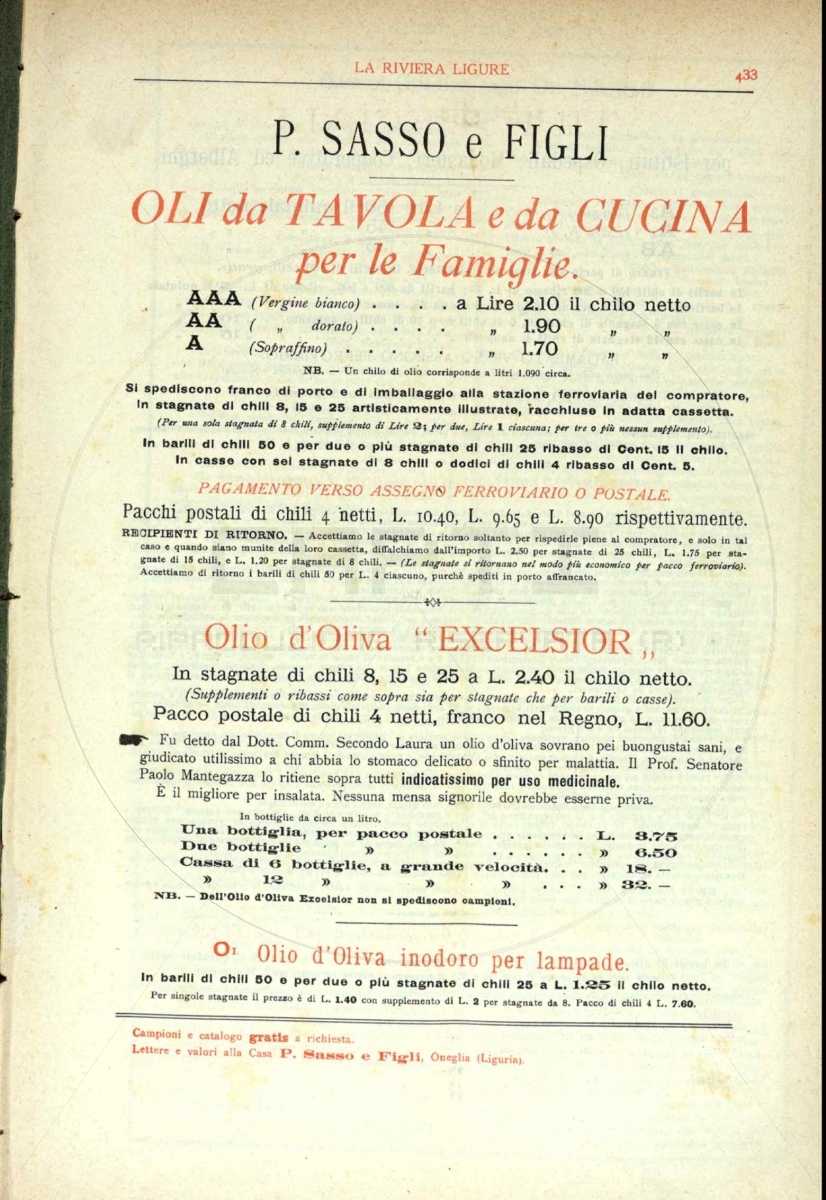 LA RIVIERA LIGURE 433
P. SASSO e FIGLI
OLI da TAVOLA e da CUCINA
per le Famiglie.
AAA (Vergine bianco) . . . . a Lire 2.10 il chilo netto
AA ( „ dorato) . . . . „ 1.90 „ „
A (Sopraffino) . . . . . „ 1.70 „ „
NB. — Un chilo di olio corrisponde a litri 1.090 circa.
Si spediscono franco di porto e di imballaggio alla stazione ferroviaria del compratore,
in stagnate di chili 8, 15 e 25 artisticamente illustrate, racchiuse in adatta cassetta.
(Per una sola stagnata di 8 chili, supplemento di Lire 2; per due, Lire 1 ciascuna; per tre o più nessun supplemento).
In barili di chili 50 e per due o più stagnate di chili 25 ribasso di Cent. 15 il chilo.
In casse con sei stagnate di 8 chili o dodici di chili 4 ribasso di Cent. 5.
PAGAMENTO VERSO ASSEGNO FERROVIARIO O POSTALE.
Pacchi postali di chili 4 netti, L. 10.40, L. 9.65 e L. 8.90 rispettivamente.
RECIPIENTI DI RITORNO. — Accettiamo le stagnate di ritorno soltanto per rispedirle piene al compratore, e solo in tal
caso e quando siano munite della loro cassetta, diffalchiamo dall'importo L. 2.50 per stagnate di 25 chili, L. 1.75 per sta-
gnate di 15 chili, e L. 1.20 per stagnate di 8 chili. — (Le stagnate si ritornano nel modo più economico per pacco ferroviario).
Accettiamo di ritorno i barili di chili 50 per L. 4 ciascuno, purchè spediti in porto affrancato.
Olio d'Oliva “ EXCELSIOR „
In stagnate di chili 8, 15 e 25 a L. 2.40 il chilo netto.
(Supplementi o ribassi come sopra sia per stagnate che per barili o casse).
Pacco postale di chili 4 netti, franco nel Regno, L. 11.60.
Fu detto dal Dott. Comm. Secondo Laura un olio d'oliva sovrano pei buongustai sani, e
giudicato utilissimo a chi abbia lo stomaco delicato o sfinito per malattia. Il Prof. Senatore
Paolo Mantegazza lo ritiene sopra tutti indicatissimo per uso medicinale.
È il migliore per insalata. Nessuna mensa signorile dovrebbe esserne priva.
In bottiglie da circa un litro.
Una bottiglia, per pacco postale . . . . . . L. 3.75
Due bottiglie » » . . . . . . » 6.50
Cassa di 6 bottiglie, a grande velocità. . . » 18. —
» 12 » » » . . . » 32. —
NB. — Dell'Olio d'Oliva Excelsior non si spediscono campioni.
O1 Olio d'Oliva inodoro per lampade.
In barili di chili 50 e per due o più stagnate di chili 25 a L. 1.25 il chilo netto.
Per singole stagnate il prezzo è di L. 1.40 con supplemento di L. 2 per stagnate da 8. Pacco di chili 4 L. 7.60.
Campioni e catalogo gratis a richiesta.
Lettere e valori alla Casa P. Sasso e Figli, Oneglia (Liguria).